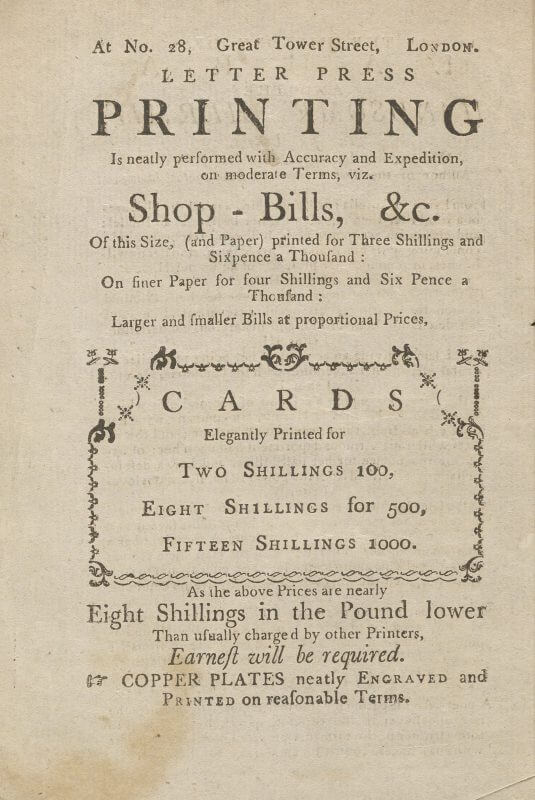 At No. 28, Great Tower Street, London.
LETTER PRESS
PRINTING
Is neatly performed with Accuracy and Expedition,
on moderate Terms, viz.
Shop - Bills, &c.
Of this Size, (and Paper) printed for Three Shillings and
Sixpence a Thouſand :
On finer Paper for four Shillings and Six Pence a
Thouſand :
Larger and ſmaller Bills at proportional Prices,
CARDS
Elegantly Printed for
Two Shillings 100,
Eight Shillings for 500,
Fifteen Shillings 1000.
As the above Prices are nearly
Eight Shillings in the Pound lower
Than uſually charged by other Printers,
Earneſt will be required.
☞ COPPER PLATES neatly Engraved and
Printed on reaſonable Terms.